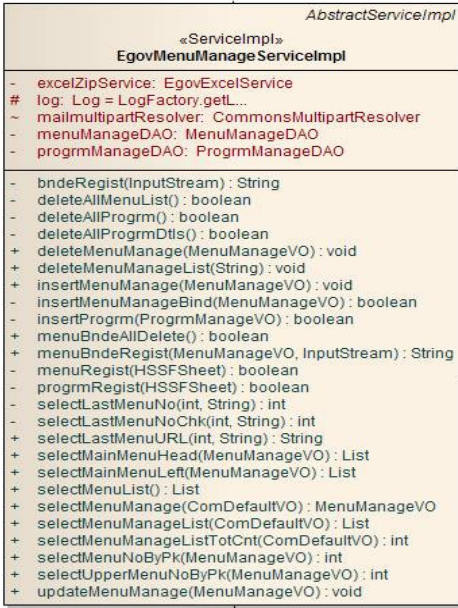 AbstractServiceImpl
«ServiceImpl»
EgovMenuManageServiceImpl
- excelZipService: EgovExcelService
# log: Log = LogFactory.getL...
~ mailmultipartResolver: CommonsMultipartResolver
- menuManageDAO: MenuManageDAO
- progrmManageDAO: ProgrmManageDAO
- bndeRegist(InputStream) : String
- deleteAllMenuList() : boolean
- deleteAllProgrm() : boolean
- deleteAllProgrmDtls() : boolean
+ deleteMenuManage(MenuManageVO) : void
+ deleteMenuManageList(String) : void
+ insertMenuManage(MenuManageVO) : void
- insertMenuManageBind(MenuManageVO) : boolean
- insertProgrm(ProgrmManageVO) : boolean
+ menuBndeAllDelete() : boolean
+ menuBndeRegist(MenuManageVO, InputStream) : String
- menuRegist(HSSFSheet) : boolean
- progrmRegist(HSSFSheet) : boolean
- selectLastMenuNo(int, String) : int
- selectLastMenuNoChk(int, String) : int
+ selectLastMenuURL(int, String) : String
+ selectMainMenuHead(MenuManageVO) : List
+ selectMainMenuLeft(MenuManageVO) : List
+ selectMenuList() : List
+ selectMenuManage(ComDefaultVO) : MenuManageVO
+ selectMenuManageList(ComDefaultVO) : List
+ selectMenuManageListTotCnt(ComDefaultVO) : int
+ selectMenuNoByPk(MenuManageVO) : int
+ selectUpperMenuNoByPk(MenuManageVO) : int
+ updateMenuManage(MenuManageVO) : void